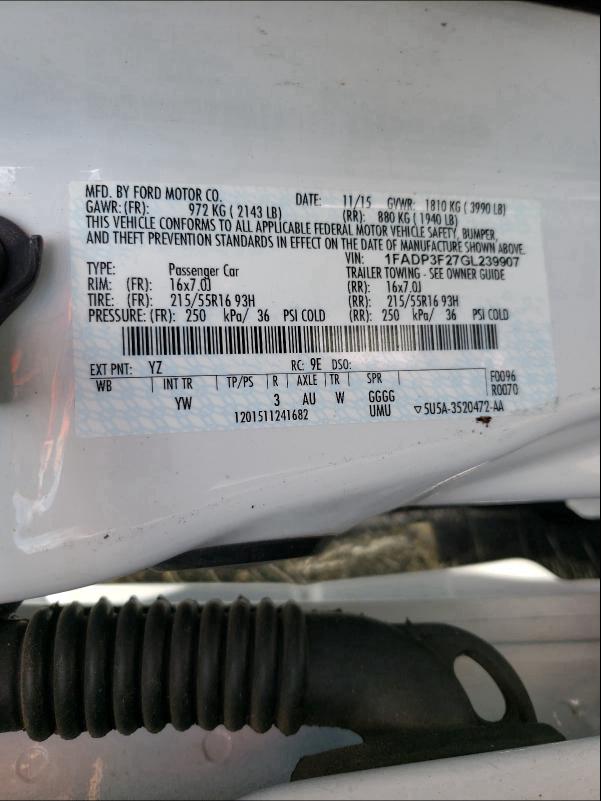 MFD. BY FORD MOTOR CO. DATE: 11/15 GVWR: 1810 KG ( 3990 LB)
GAWR: (FR): 972 KG ( 2143 LB) (RR): 880 KG ( 1940 LB)
THIS VEHICLE CONFORMS TO ALL APPLICABLE FEDERAL MOTOR VEHICLE SAFETY, BUMPER,
AND THEFT PREVENTION STANDARDS IN EFFECT ON THE DATE OF MANUFACTURE SHOWN ABOVE.
VIN: 1FADP3F27GL239907
TYPE: Passenger Car TRAILER TOWING - SEE OWNER GUIDE
RIM: (FR): 16x7.0J (RR): 16x7.0J
TIRE: (FR): 215/55R16 93H (RR): 215/55R16 93H
PRESSURE: (FR): 250 kPa/ 36 PSI COLD (RR): 250 kPa/ 36 PSI COLD
EXT PNT: YZ RC: 9E DSO: F0096
WB INT TR TP/PS R AXLE TR SPR R0070
YW 3 AU W GGGG
1201511241682 UMU ▽5U5A-3520472-AA